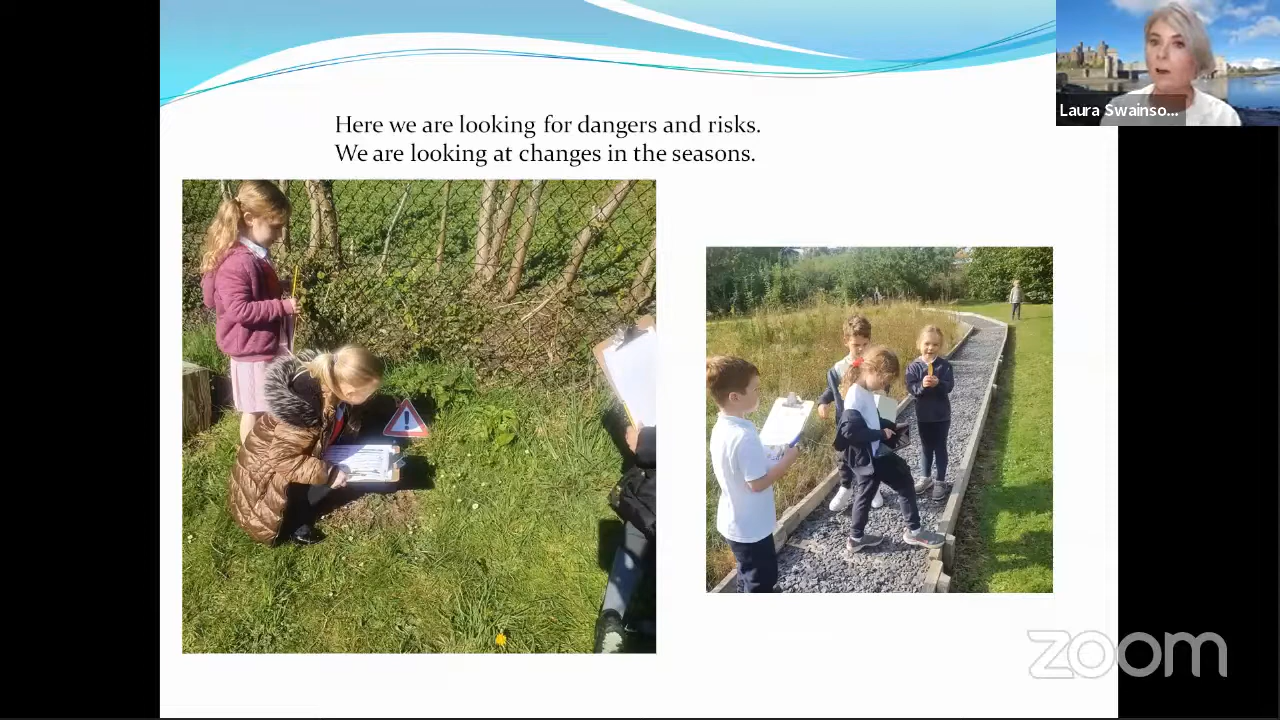 Here we are looking for dangers and risks.
We are looking at changes in the seasons.
Laura Swainso...
zoom